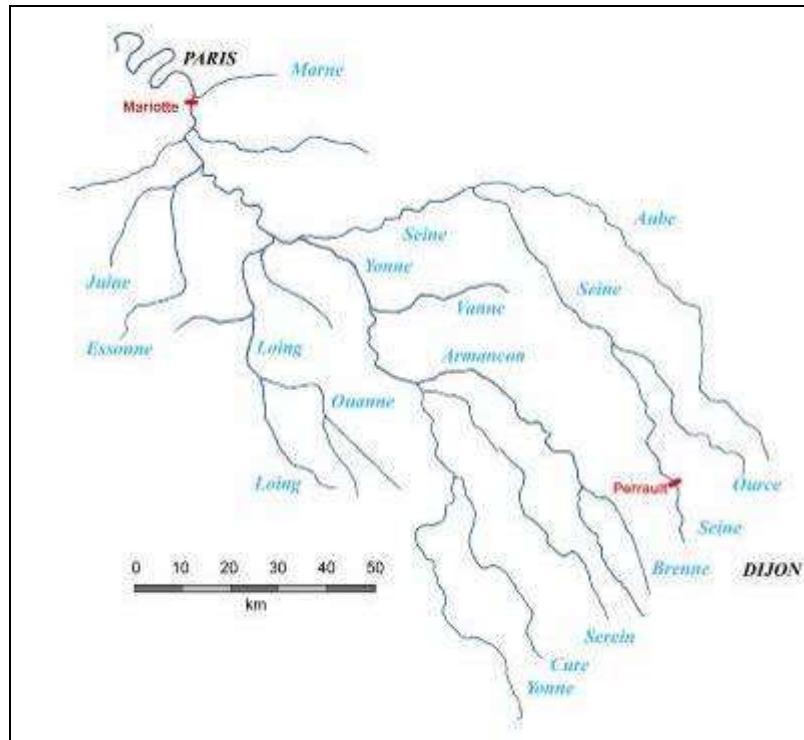 PARIS
Marne
Mariotte
Aube
Seine
Yonne
Seine
Juine
Vanne
Essonne
Loing
Armancon
Ouanne
Loing
Perrault
Ource
Seine
0 10 20 30 40 50
km
Brenne
DIJON
Serein
Cure
Yonne